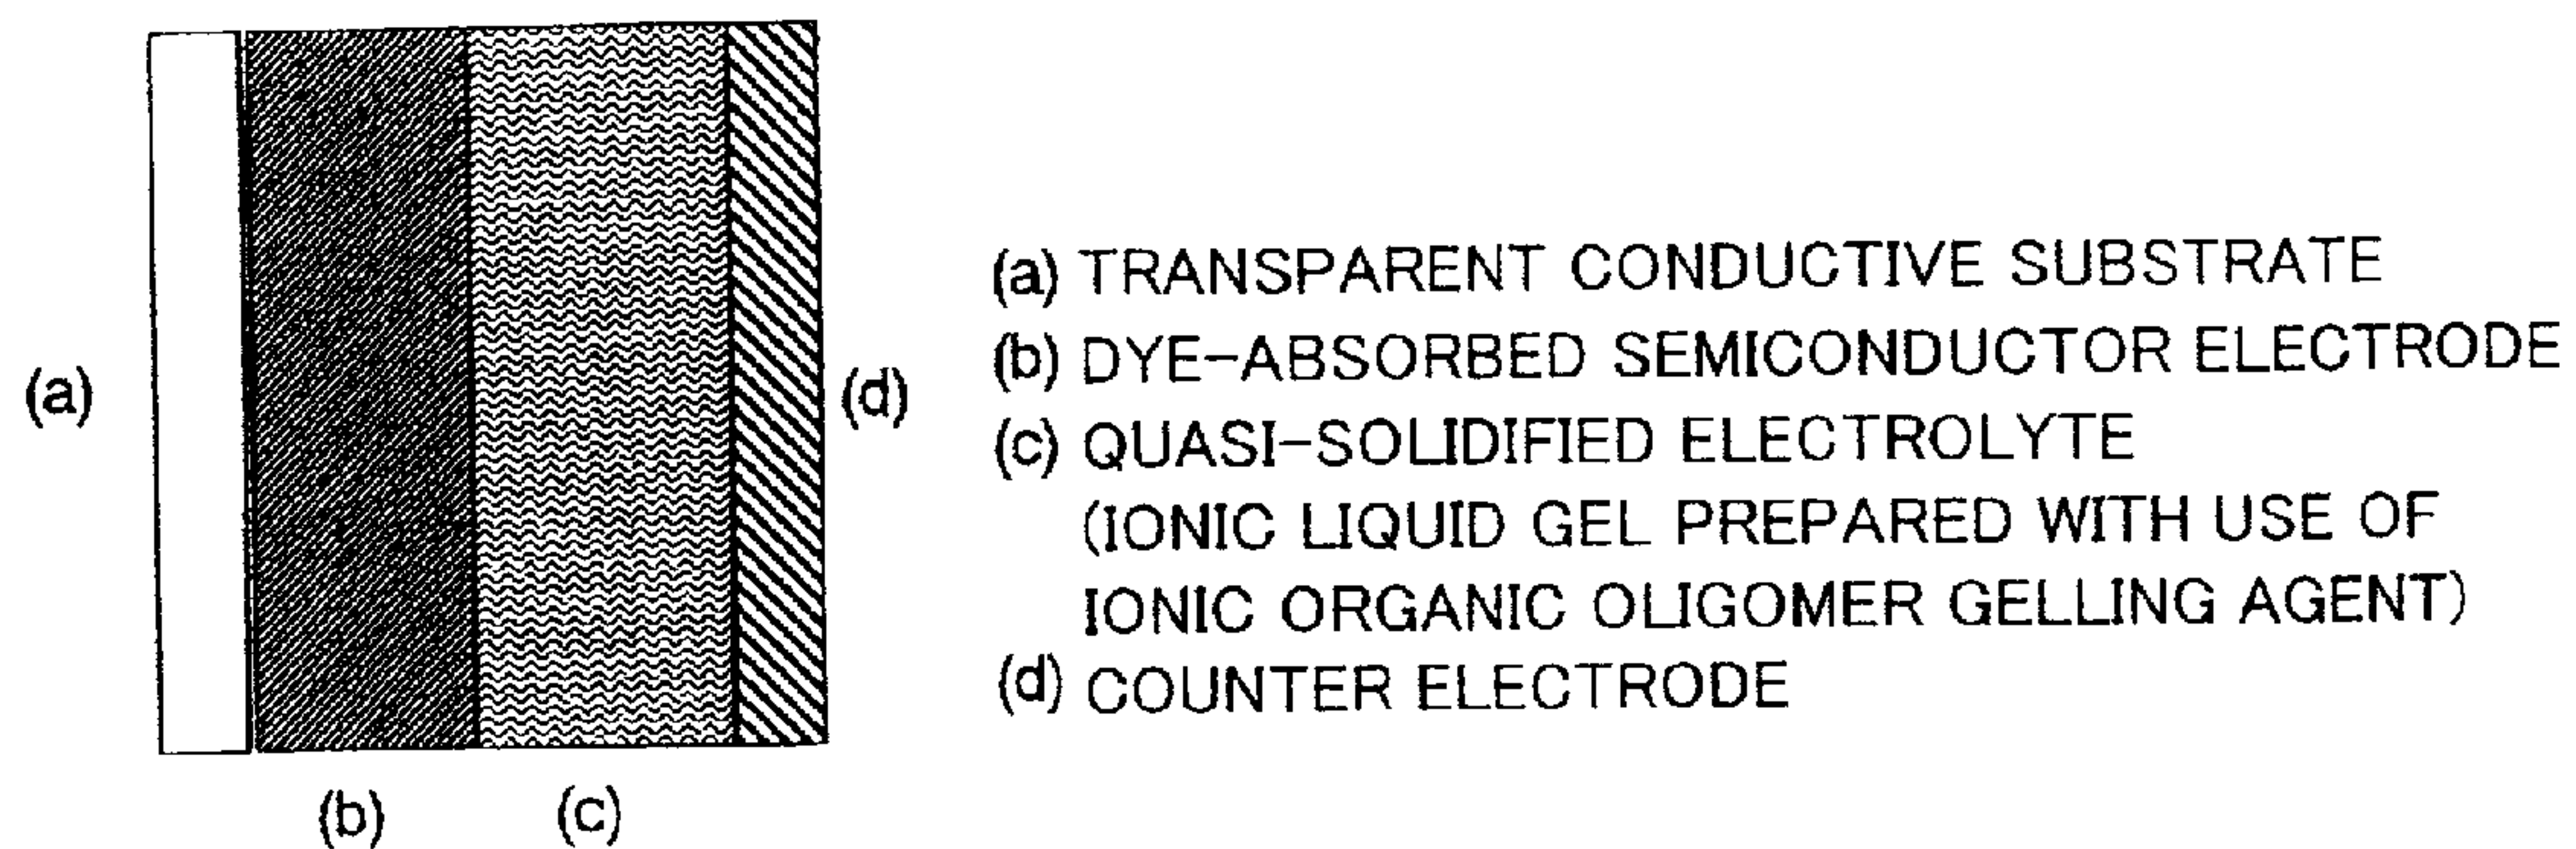 (a)
(d)
(b)
(c)
(a) TRANSPARENT CONDUCTIVE SUBSTRATE
(b) DYE-ABSORBED SEMICONDUCTOR ELECTRODE
(c) QUASI-SOLIDIFIED ELECTROLYTE
(IONIC LIQUID GEL PREPARED WITH USE OF
IONIC ORGANIC OLIGOMER GELLING AGENT)
(d) COUNTER ELECTRODE